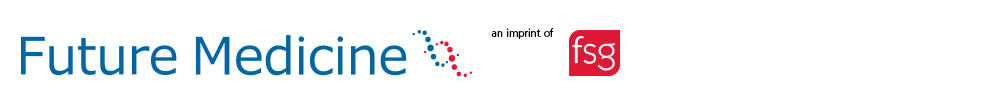 Future Medicine
an imprint of
fsg